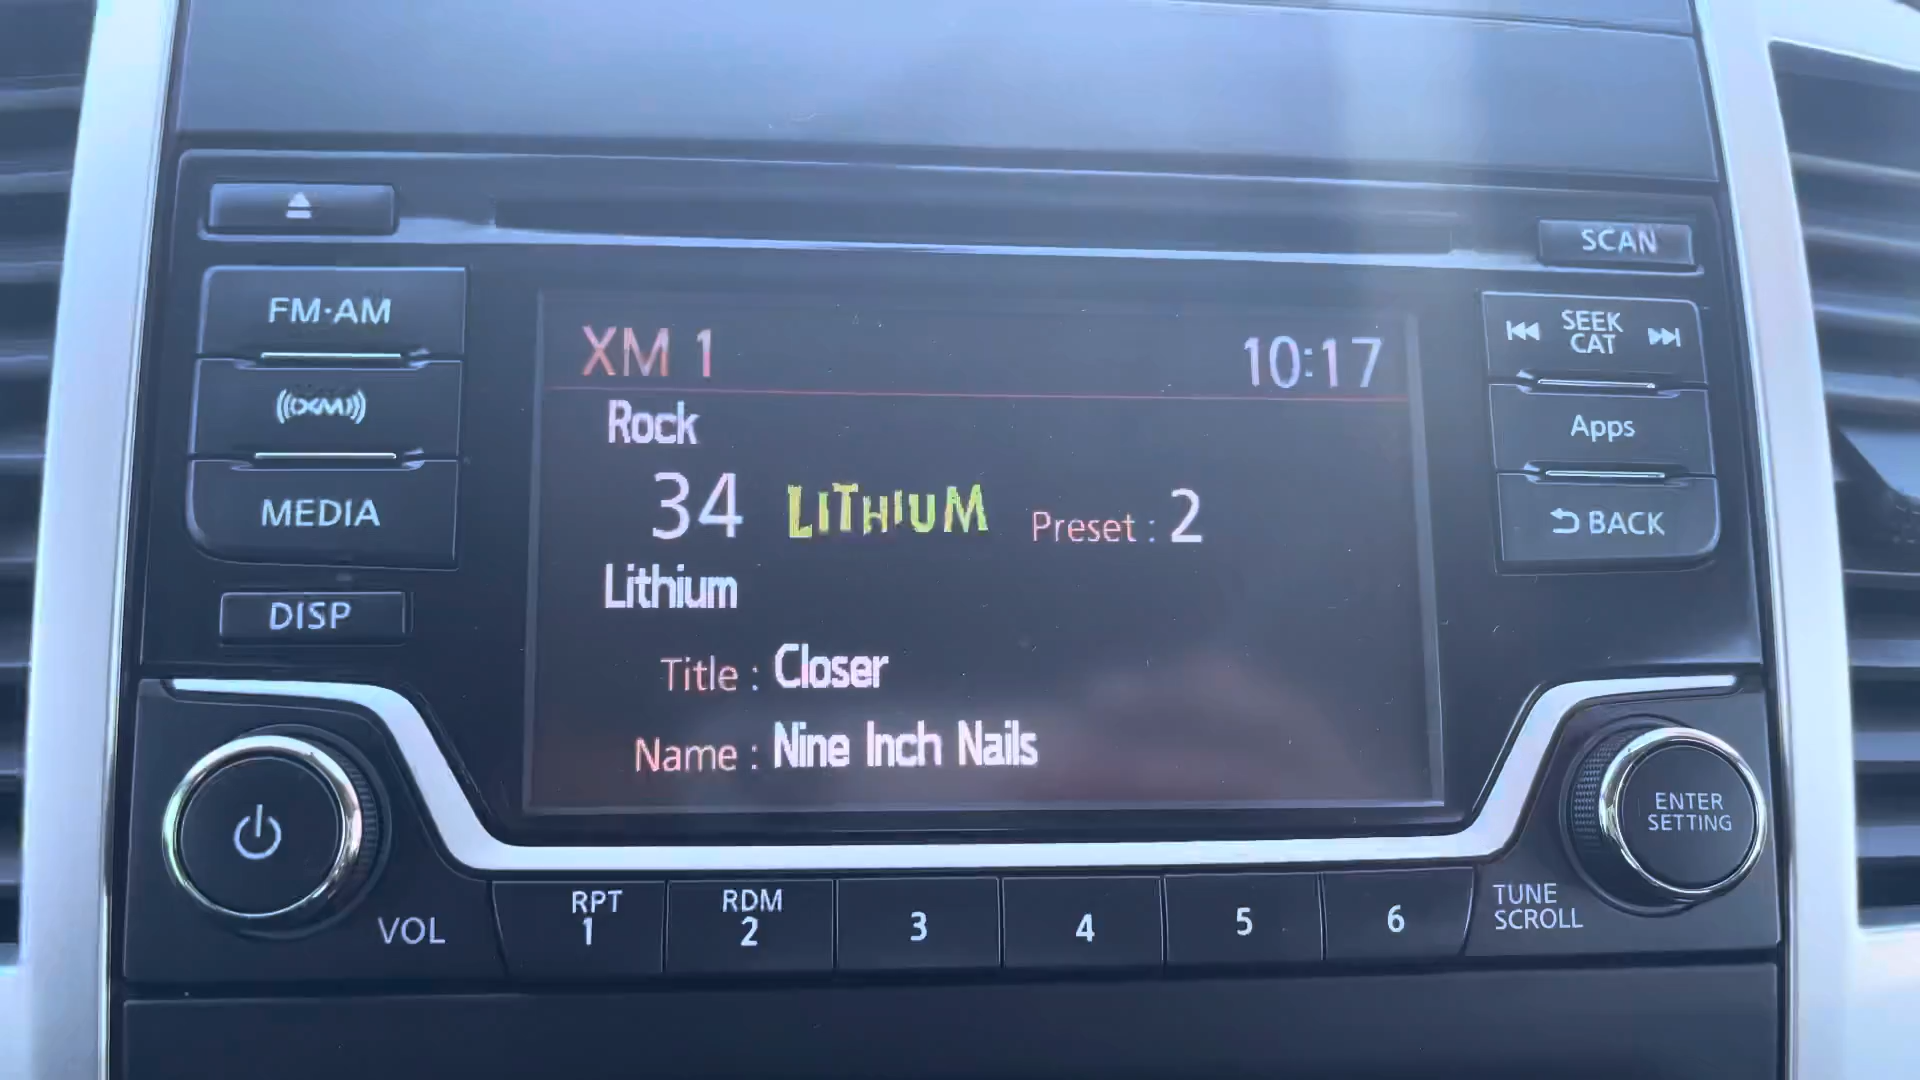 SCAN
FM·AM
XM
MEDIA
DISP
XM 1 10:17
Rock
34 LITHIUM Preset : 2
Lithium
Title : Closer
Name : Nine Inch Nails
SEEK
CAT
Apps
BACK
VOL
RPT
1
RDM
2
3
4
5
6
TUNE
SCROLL
ENTER
SETTING